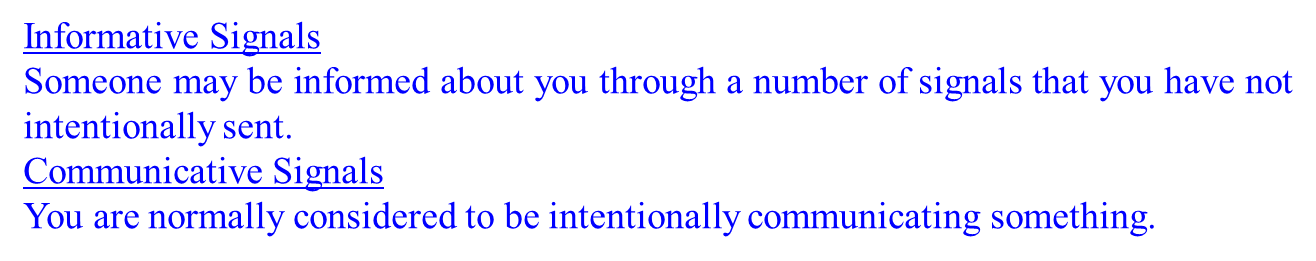 Informative Signals
Someone may be informed about you through a number of signals that you have not
intentionally sent.
Communicative Signals
You are normally considered to be intentionally communicating something.